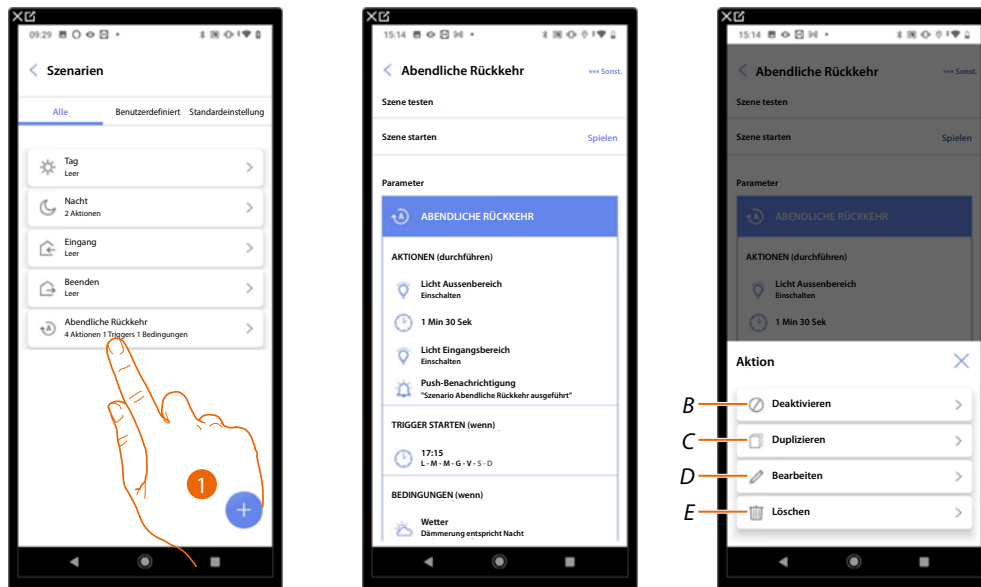 09:29
Szenarien
Alle Benutzerdefiniert Standardeinstellung
Tag
Leer
Nacht
2 Aktionen
Eingang
Leer
Beenden
Leer
Abendliche Rückkehr
4 Aktionen 1 Triggers 1 Bedingungen
1
+
15:14
Abendliche Rückkehr Sonst.
Szene testen
Szene starten Spielen
Parameter
ABENDLICHE RÜCKKEHR
AKTIONEN (durchführen)
Licht Aussenbereich
Einschalten
1 Min 30 Sek
Licht Eingangsbereich
Einschalten
Push-Benachrichtigung
"Szenario Abendliche Rückkehr ausgeführt"
TRIGGER STARTEN (wenn)
17:15
L - M - M - G - V - S - D
BEDINGUNGEN (wenn)
Wetter
Dämmerung entspricht Nacht
15:14
Abendliche Rückkehr Sonst.
Szene testen
Szene starten Spielen
Parameter
ABENDLICHE RÜCKKEHR
AKTIONEN (durchführen)
Licht Aussenbereich
Einschalten
1 Min 30 Sek
Aktion
B Deaktivieren
C Duplizieren
D Bearbeiten
E Löschen